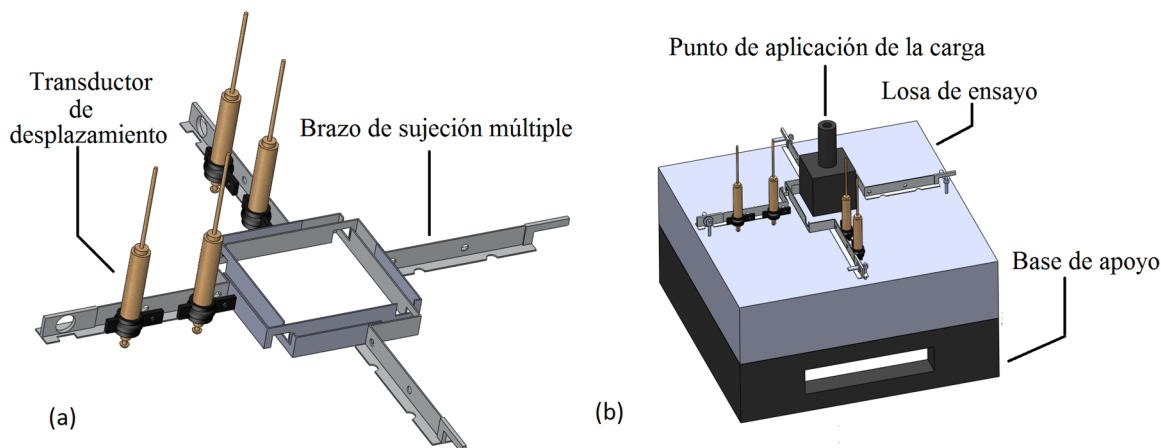 Transductor
de
desplazamiento
Brazo de sujeción múltiple
(a)
Punto de aplicación de la carga
Losa de ensayo
Base de apoyo
(b)